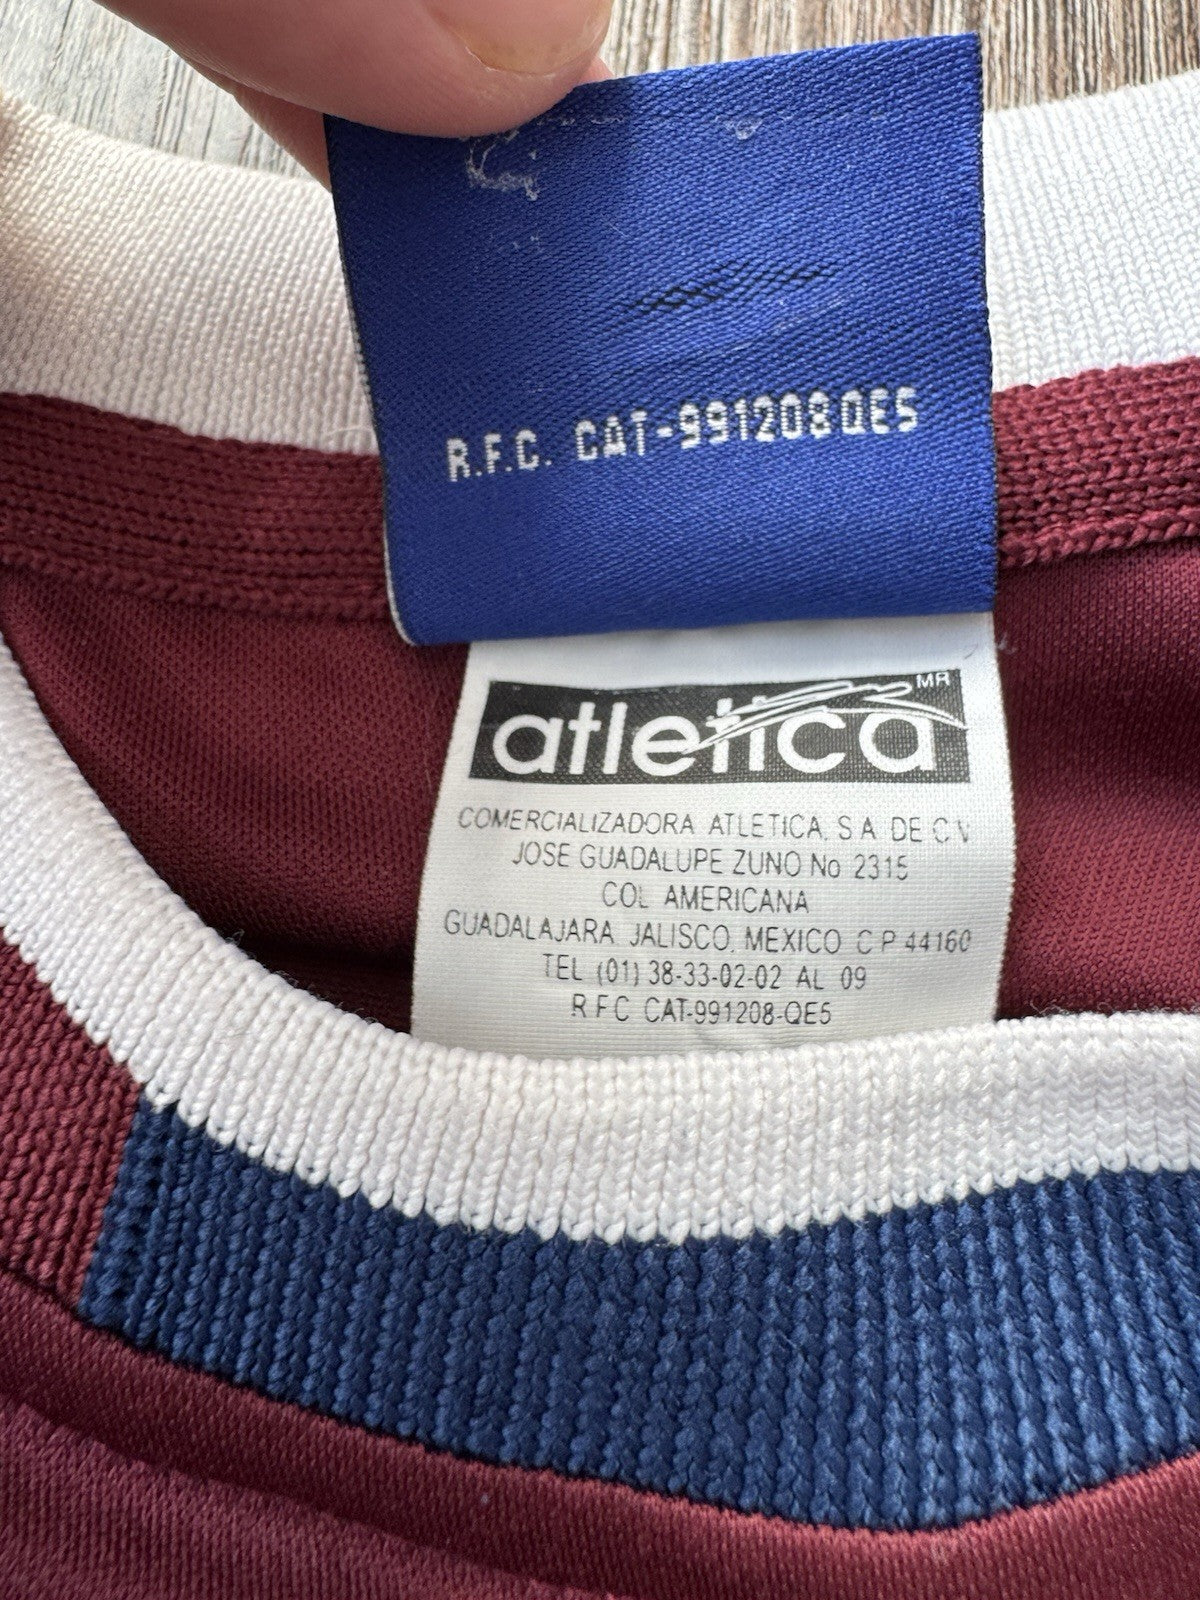 R.F.C. CAT-991208QE5
atletica MR
COMERCIALIZADORA ATLETICA, S A DE C V
JOSE GUADALUPE ZUNO No 2315
COL AMERICANA
GUADALAJARA JALISCO, MEXICO C P 44160
TEL (01) 38-33-02-02 AL 09
R F C CAT-991208-QE5